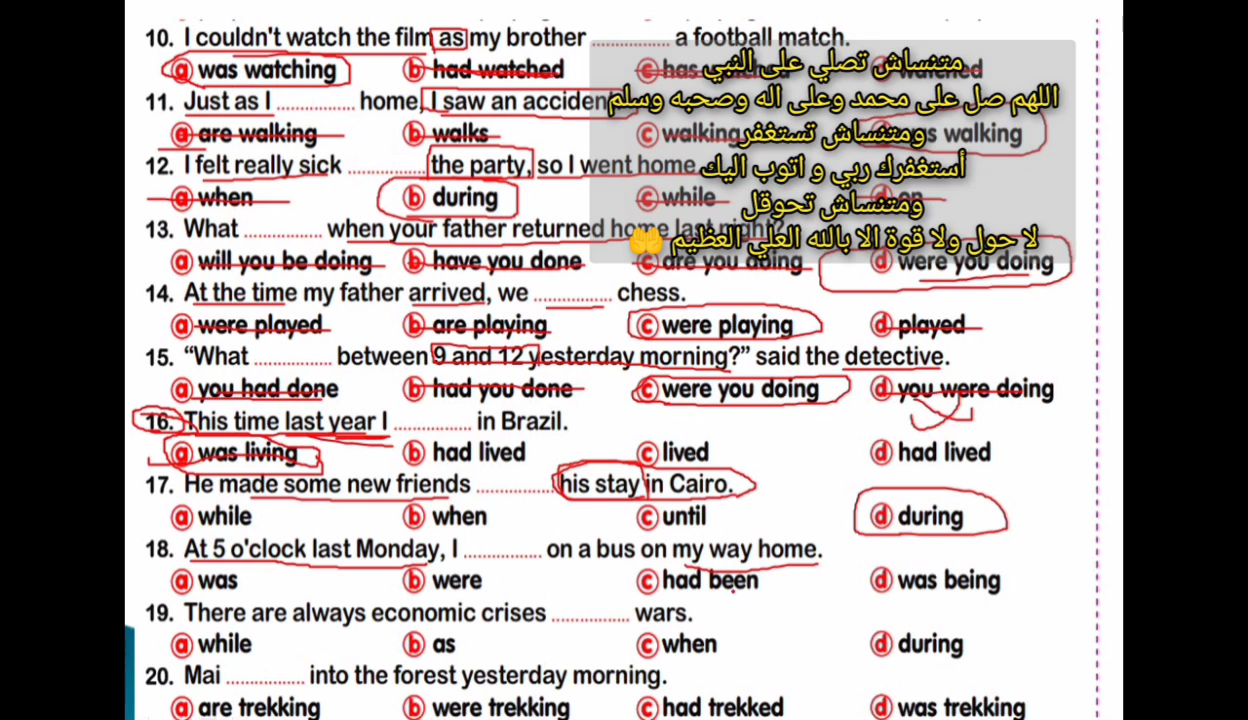 10. I couldn't watch the film as my brother ............... a football match.
a was watching b had watched c has watched d watched
متنساش تصلي على النبي
اللهم صل على محمد وعلى اله وصحبه وسلم
ومتنساش تستغفر
أستغفرك ربي و اتوب اليك
ومتنساش تحوقل
لا حول ولا قوة الا بالله العلي العظيم 🤲
11. Just as I ............... home, I saw an accident
a are walking b walks c walking d was walking
12. I felt really sick ............... the party, so I went home.
a when b during c while d on
13. What ............... when your father returned home last night?
a will you be doing b have you done c are you doing d were you doing
14. At the time my father arrived, we ............... chess.
a were played b are playing c were playing d played
15. “What ............... between 9 and 12 yesterday morning?” said the detective.
a you had done b had you done c were you doing d you were doing
16. This time last year I ............... in Brazil.
a was living b had lived c lived d had lived
17. He made some new friends ............... his stay in Cairo.
a while b when c until d during
18. At 5 o'clock last Monday, I ............... on a bus on my way home.
a was b were c had been d was being
19. There are always economic crises ............... wars.
a while b as c when d during
20. Mai ............... into the forest yesterday morning.
a are trekking b were trekking c had trekked d was trekking